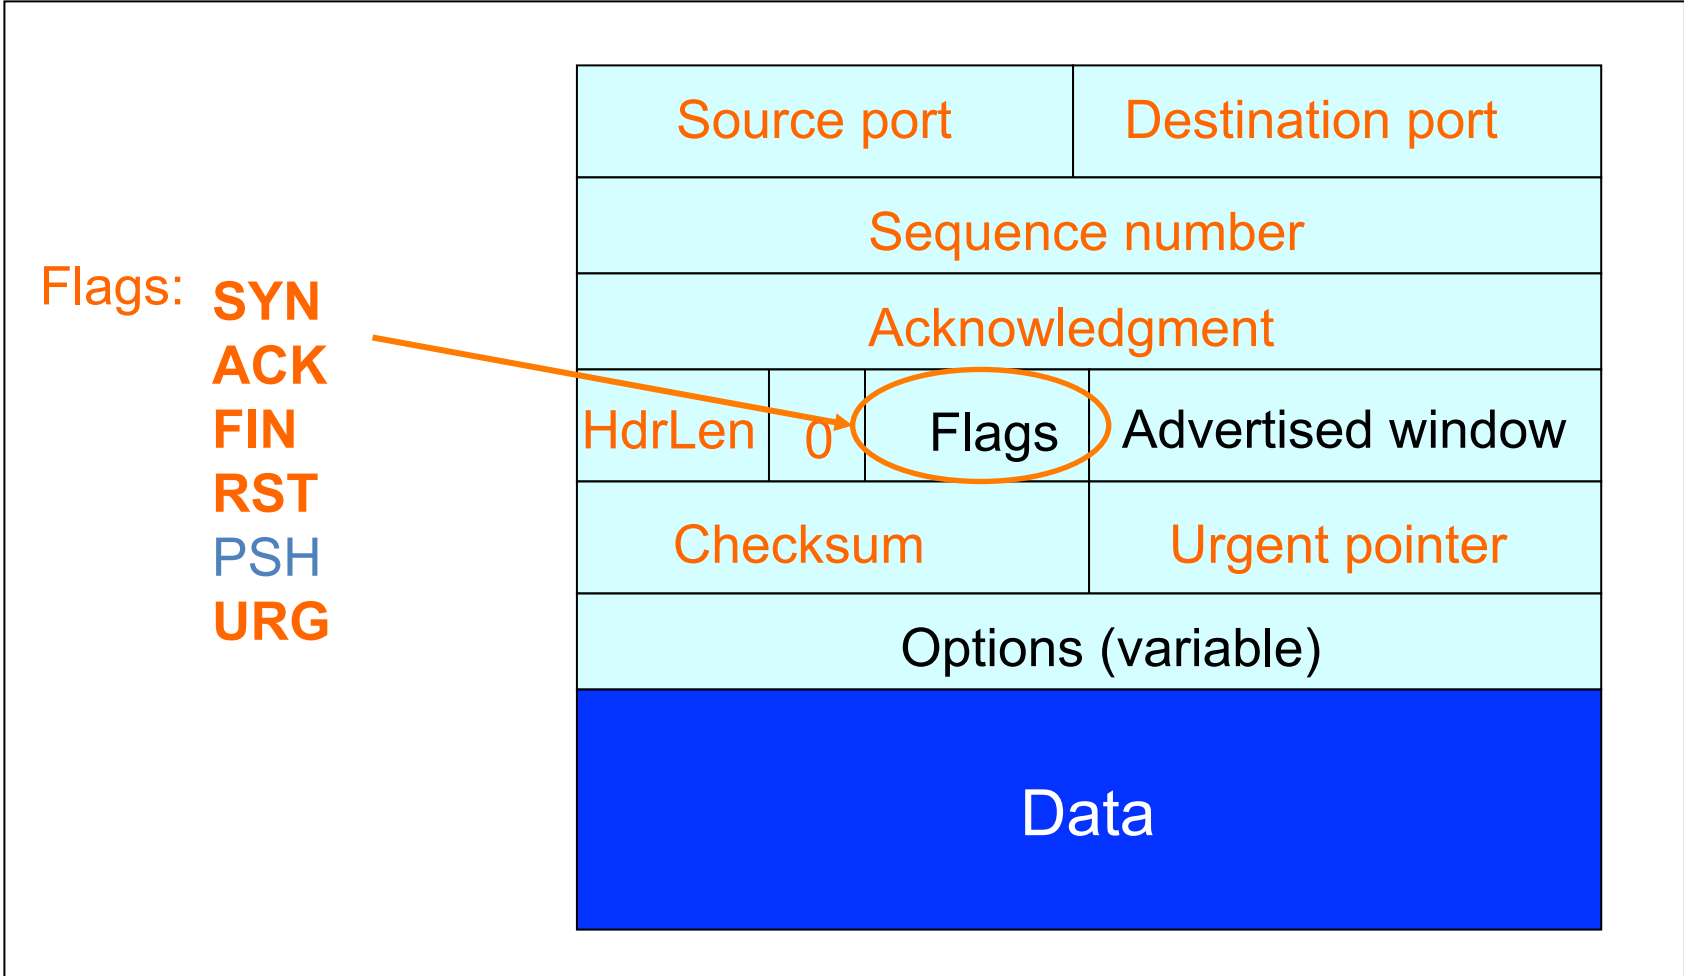 Flags:
SYN
ACK
FIN
RST
PSH
URG
Source port
Destination port
Sequence number
Acknowledgment
HdrLen
0
Flags
Advertised window
Checksum
Urgent pointer
Options (variable)
Data